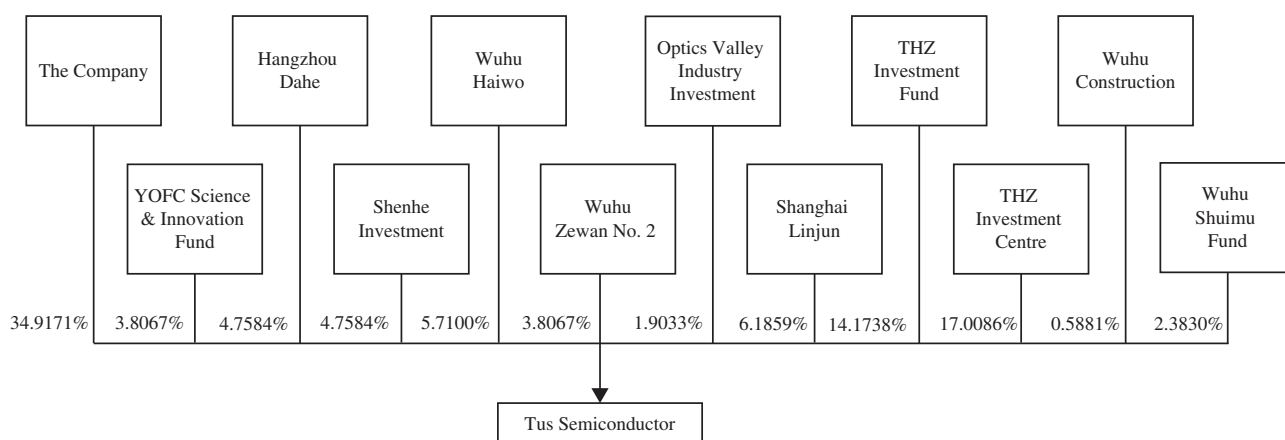 The Company
Hangzhou
Dahe
Wuhu
Haiwo
Optics Valley
Industry
Investment
THZ
Investment
Fund
Wuhu
Construction
YOFC Science
& Innovation
Fund
Shenhe
Investment
Wuhu
Zewan No. 2
Shanghai
Linjun
THZ
Investment
Centre
Wuhu
Shuimu
Fund
34.9171% 3.8067% 4.7584% 4.7584% 5.7100% 3.8067% 1.9033% 6.1859% 14.1738% 17.0086% 0.5881% 2.3830%
Tus Semiconductor